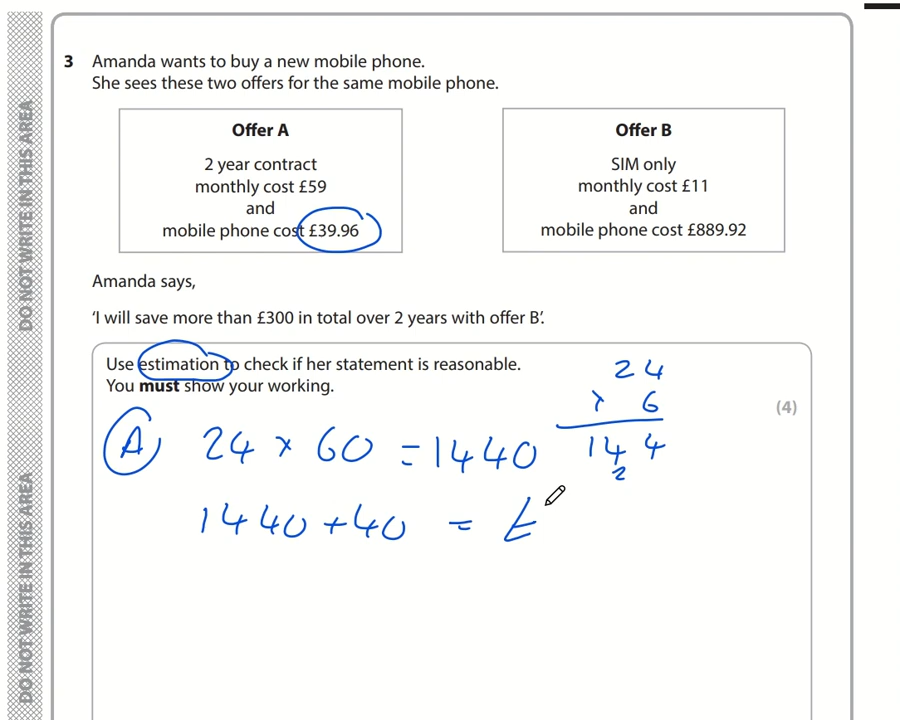 DO NOT WRITE IN THIS AREA
DO NOT WRITE IN THIS AREA
3 Amanda wants to buy a new mobile phone.
She sees these two offers for the same mobile phone.
Offer A
2 year contract
monthly cost £59
and
mobile phone cost £39.96
Offer B
SIM only
monthly cost £11
and
mobile phone cost £889.92
Amanda says,
‘I will save more than £300 in total over 2 years with offer B’.
Use estimation to check if her statement is reasonable.
You must show your working.
(4)
24
× 6
144
2
A 24 × 60 = 1440
1440 + 40 = £